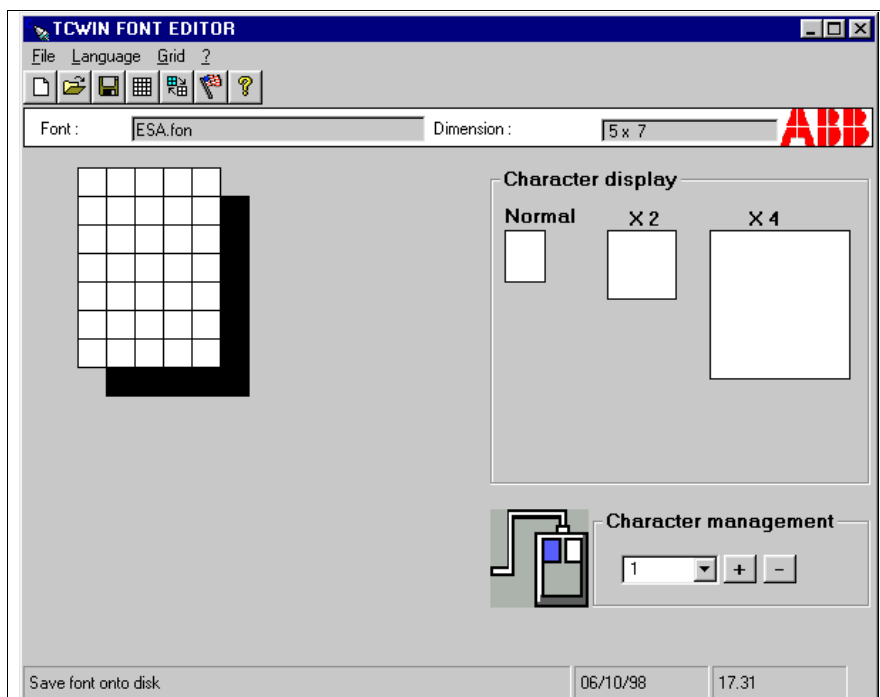 TCWIN FONT EDITOR
File Language Grid ?
Font : ESA.fon Dimension : 5 x 7 ABB
Character display
Normal X 2 X 4
Character management
1 + -
Save font onto disk 06/10/98 17.31